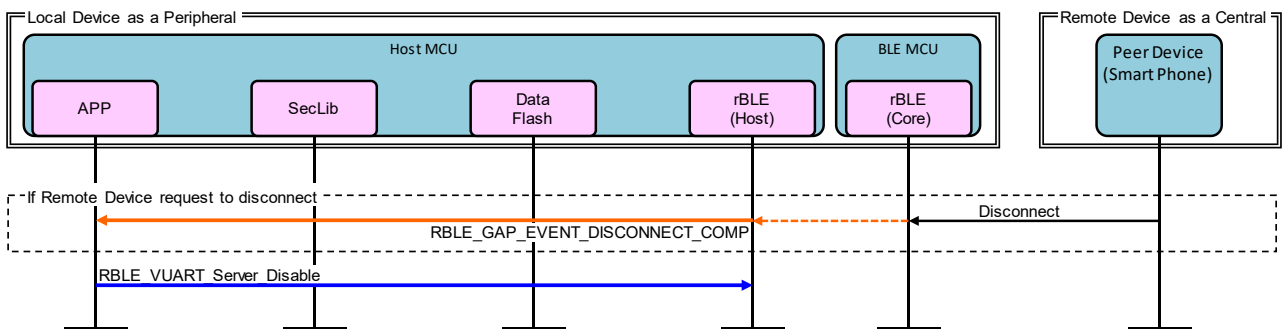 Local Device as a Peripheral
Remote Device as a Central
Host MCU
BLE MCU
Peer Device
(Smart Phone)
APP
SecLib
Data
Flash
rBLE
(Host)
rBLE
(Core)
If Remote Device request to disconnect
Disconnect
RBLE_GAP_EVENT_DISCONNECT_COMP
RBLE_VUART_Server_Disable